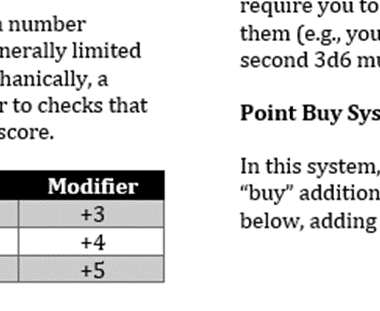 number
nerally limited
hanically, a
r to checks that
score.
Modifier
+3
+4
+5
require you to
them (e.g., you
second 3d6 mu
Point Buy Sys
In this system,
"buy" addition
below, adding